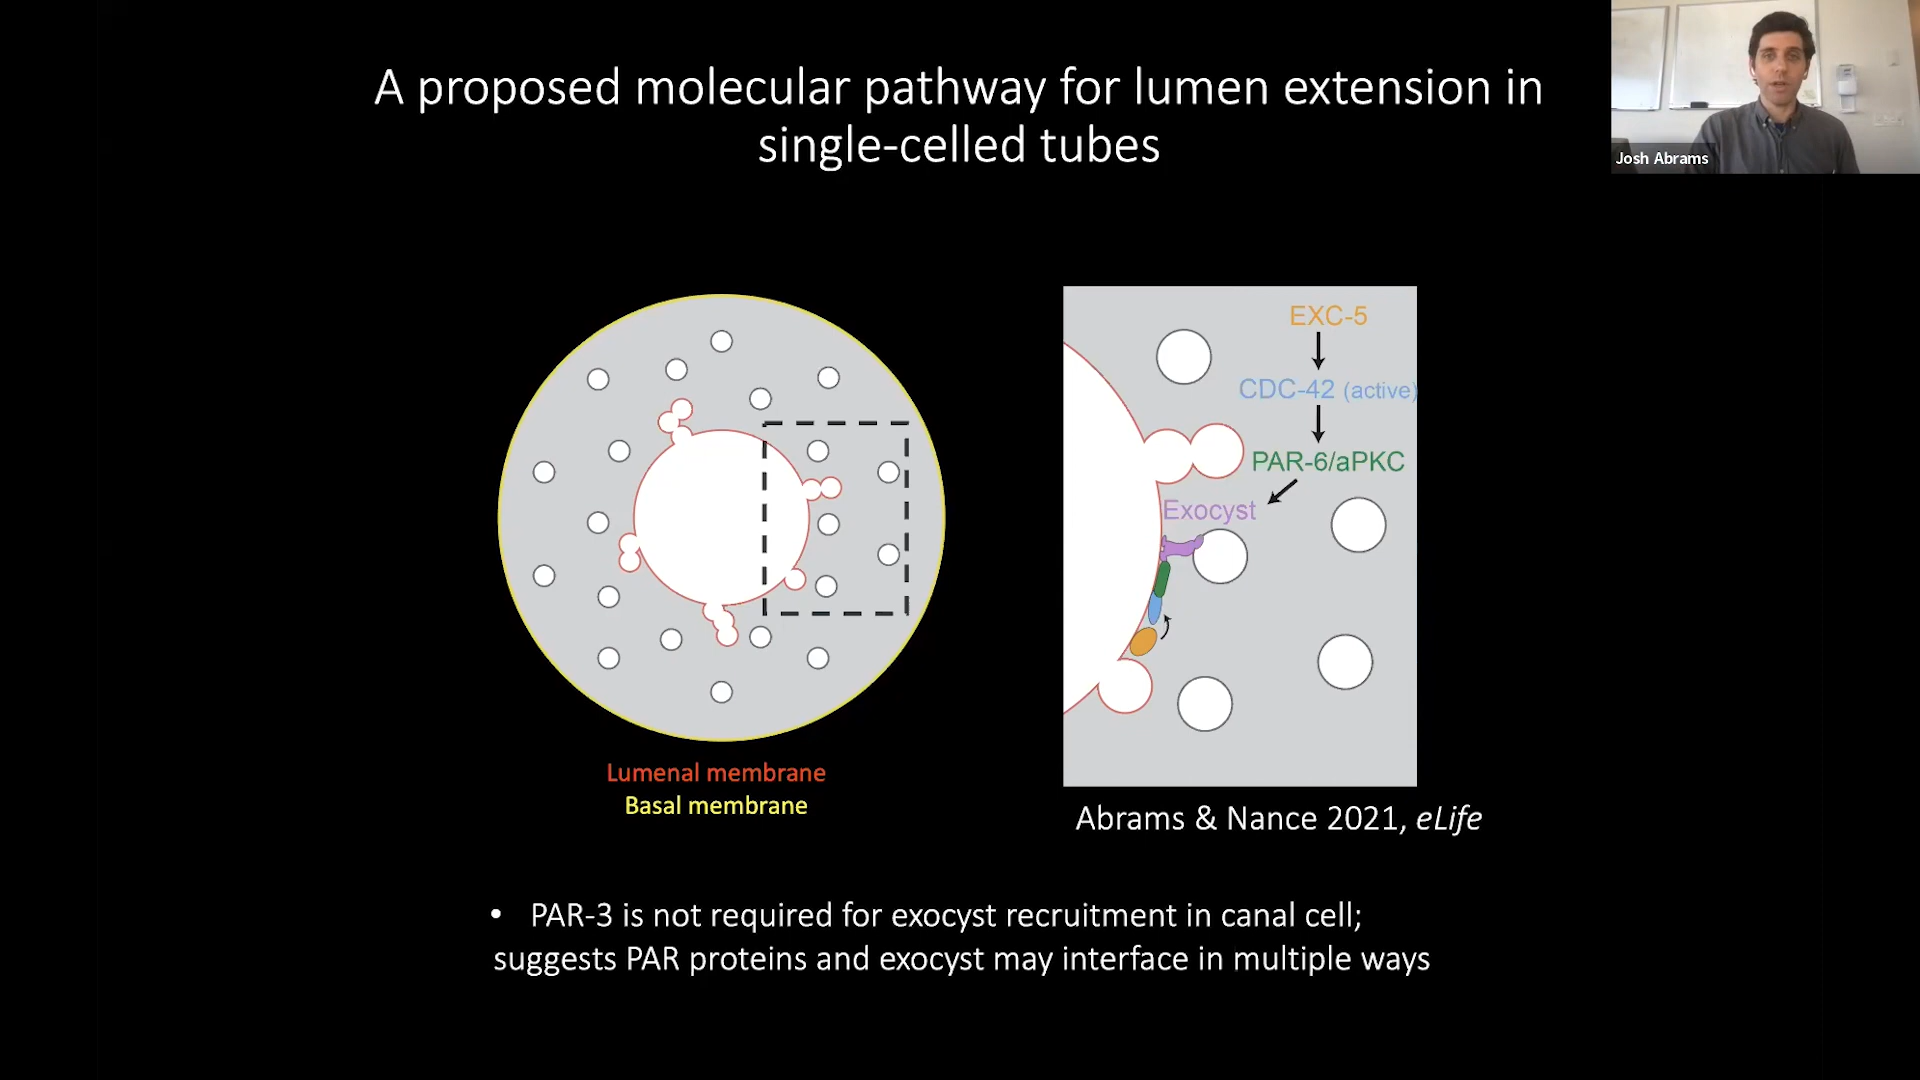 A proposed molecular pathway for lumen extension in
single-celled tubes
Josh Abrams
EXC-5
CDC-42 (active)
PAR-6/aPKC
Exocyst
Lumenal membrane
Basal membrane
Abrams & Nance 2021, eLife
• PAR-3 is not required for exocyst recruitment in canal cell;
suggests PAR proteins and exocyst may interface in multiple ways